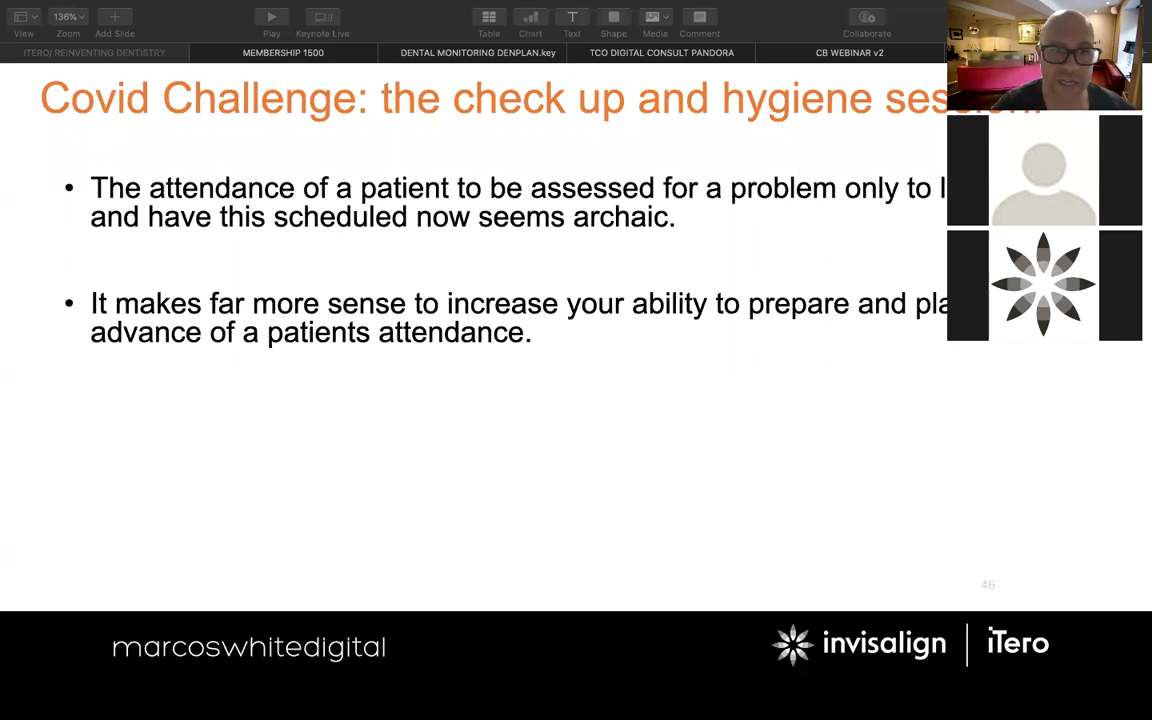 136%
View
Zoom
Add Slide
Play
Keynote Live
Table
Chart
Text
Shape
Media
Comment
Collaborate
ITERO/ REINVENTING DENTISTRY
MEMBERSHIP 1500
DENTAL MONITORING DENPLAN.key
TCO DIGITAL CONSULT PANDORA
CB WEBINAR v2
Covid Challenge: the check up and hygiene
• The attendance of a patient to be assessed for a problem only to
and have this scheduled now seems archaic.
• It makes far more sense to increase your ability to prepare and
advance of a patients attendance.
46
marcoswhitedigital
invisalign | iTero